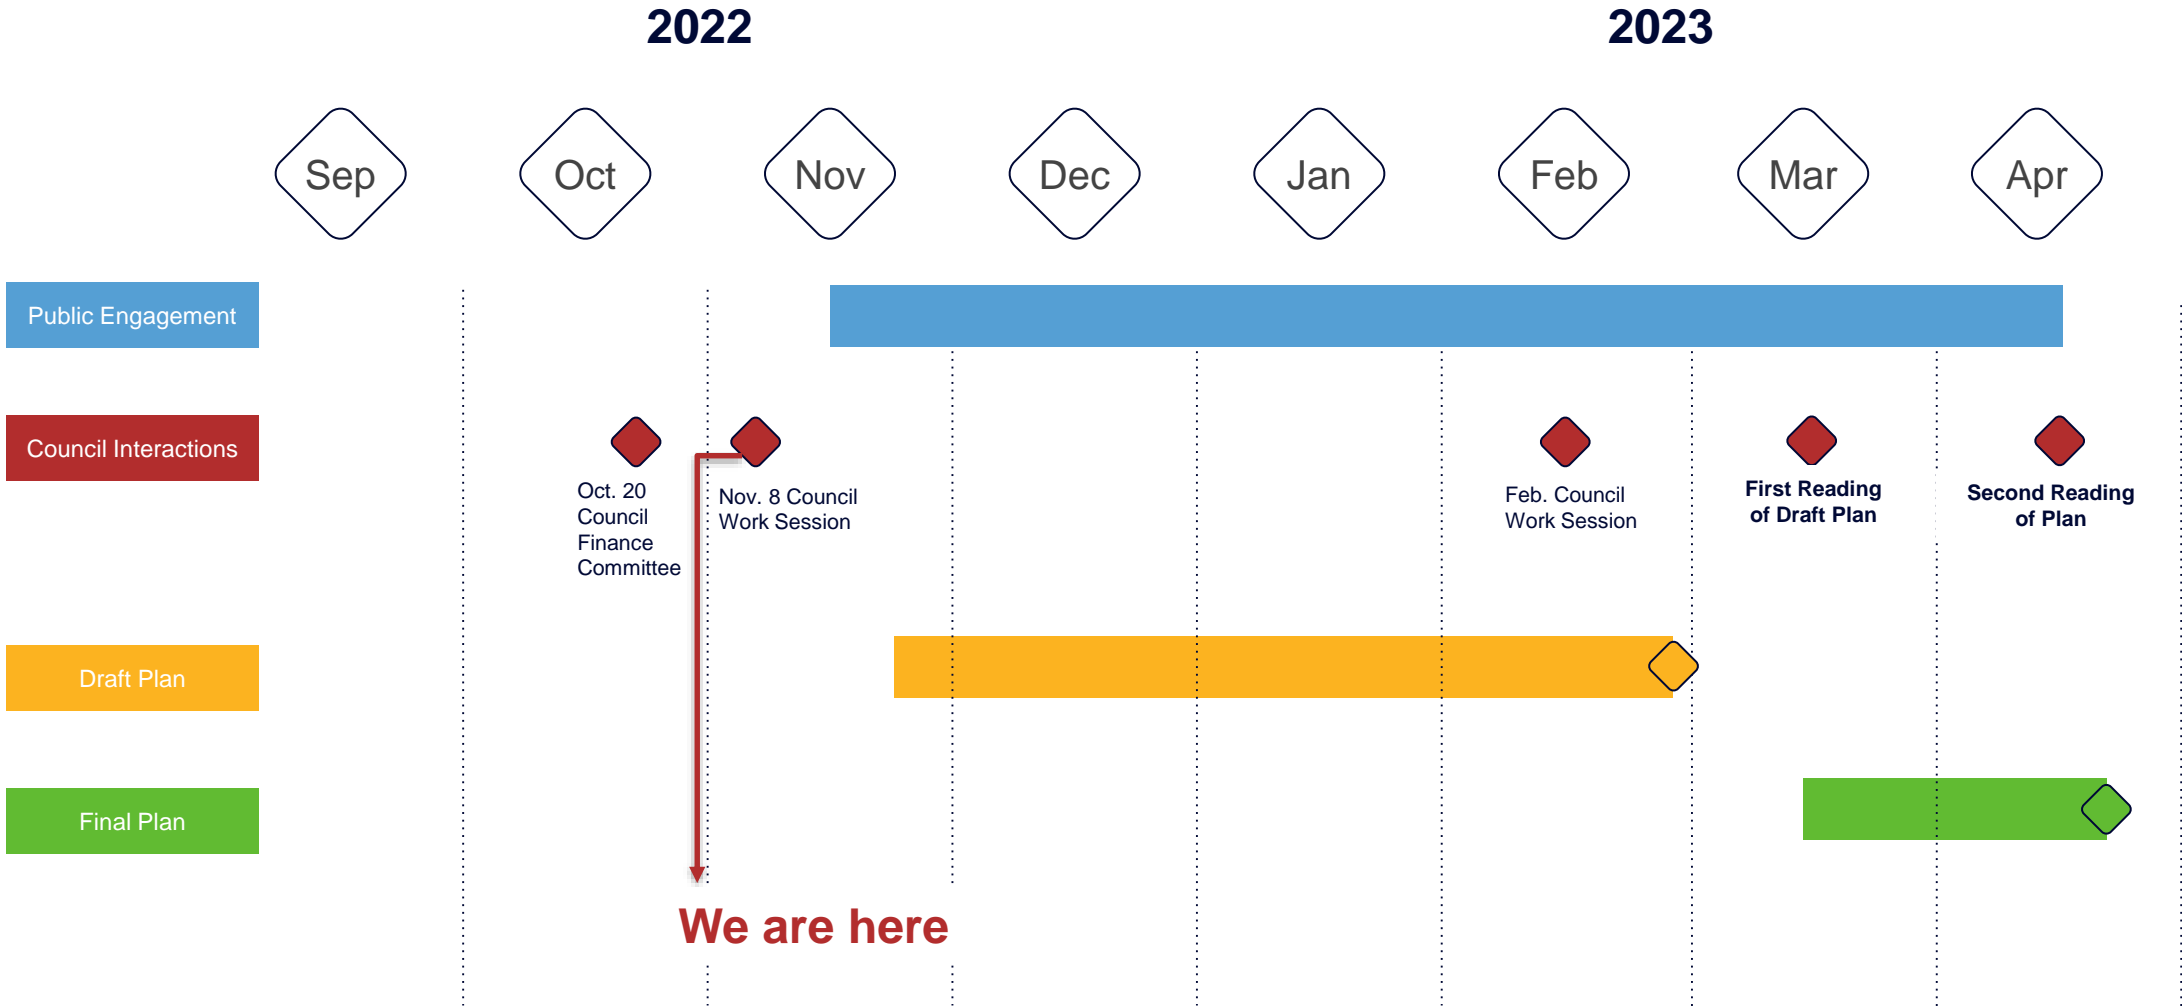 2022
2023
Sep
Oct
Nov
Dec
Jan
Feb
Mar
Apr
Public Engagement
Council Interactions
Oct. 20
Council
Finance
Committee
Nov. 8 Council
Work Session
Feb. Council
Work Session
First Reading
of Draft Plan
Second Reading
of Plan
Draft Plan
Final Plan
We are here